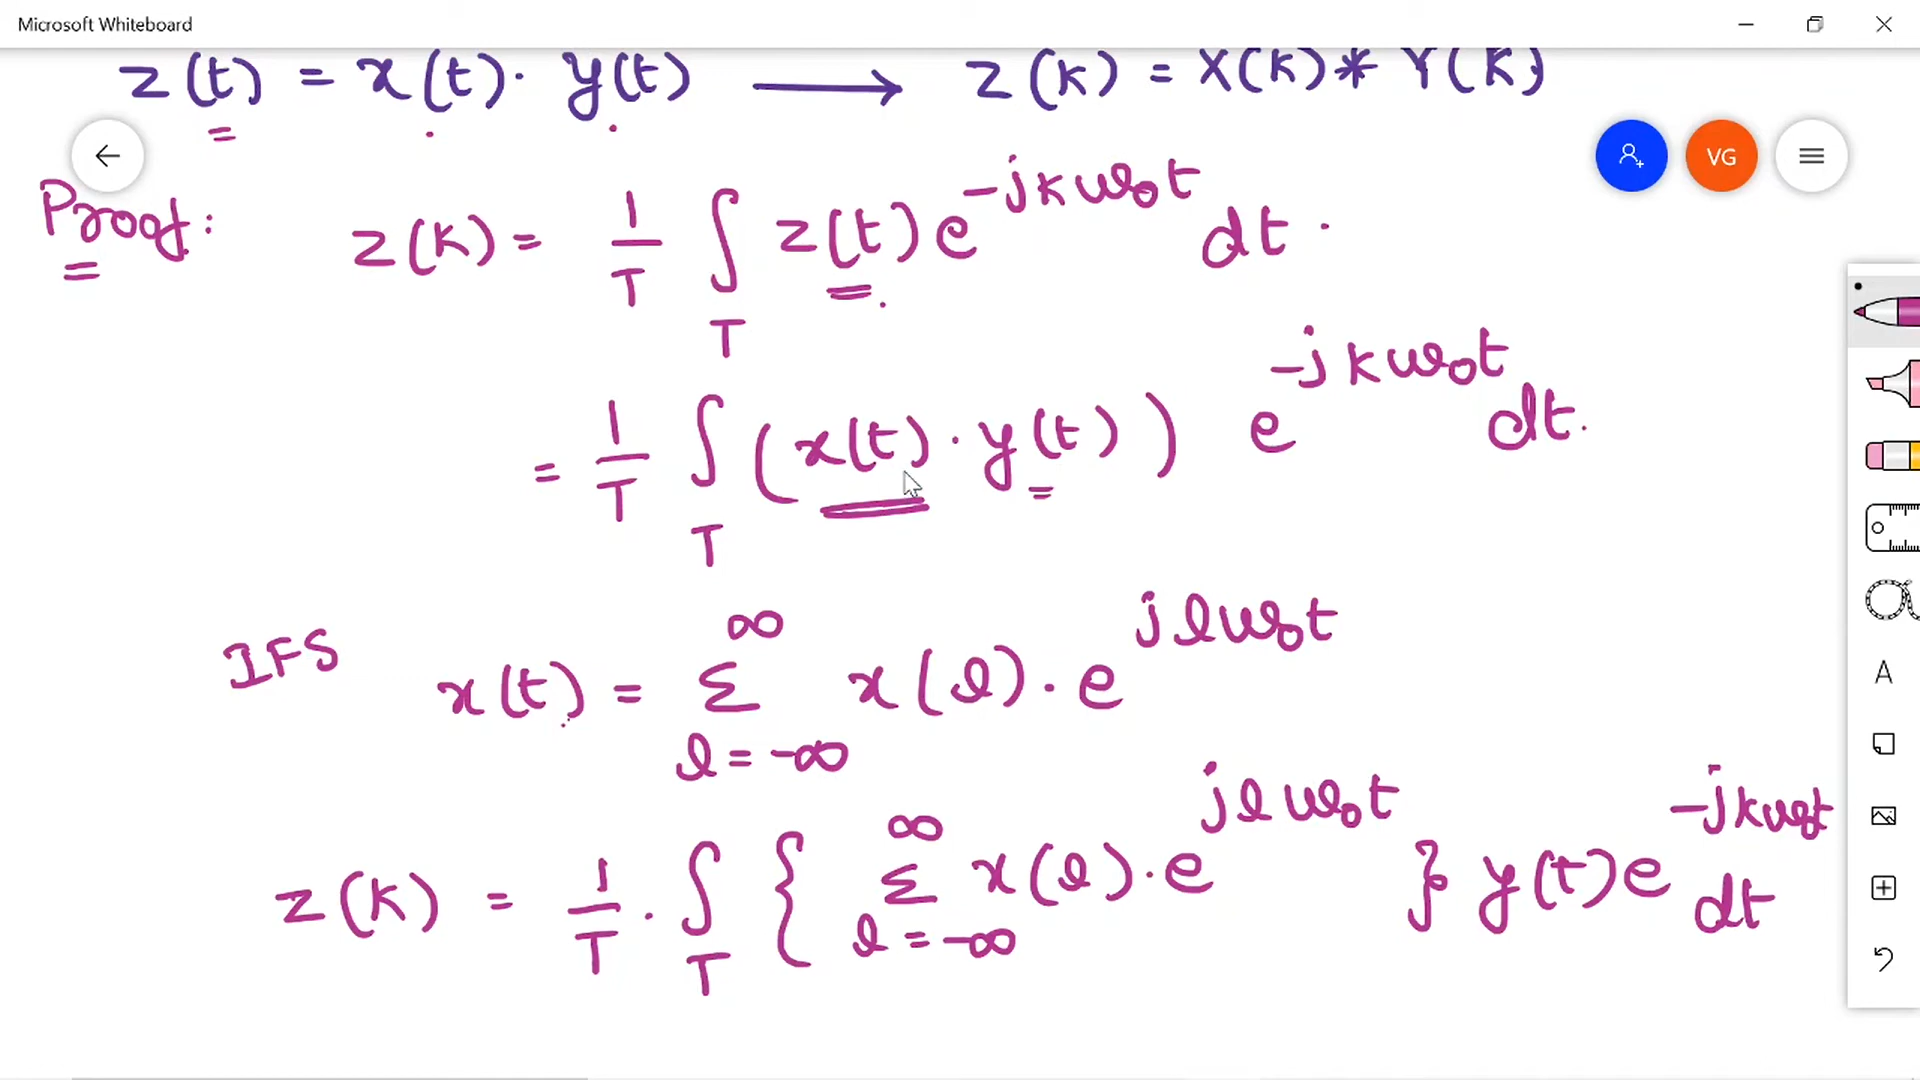 Microsoft Whiteboard
z(t) = x(t) · y(t) ⟶ Z(k) = X(k) * Y(k)
VG
Proof: Z(k) = 1/T ∫_T z(t) e^{-jkω₀t} dt.
= 1/T ∫_T (x(t) · y(t)) e^{-jkω₀t} dt.
IFS x(t) = Σ_{l=-∞}^{∞} x(l) · e^{jlω₀t}
z(k) = 1/T · ∫_T { Σ_{l=-∞}^{∞} x(l) · e^{jlω₀t} } y(t) e^{-jkω₀t} dt
A